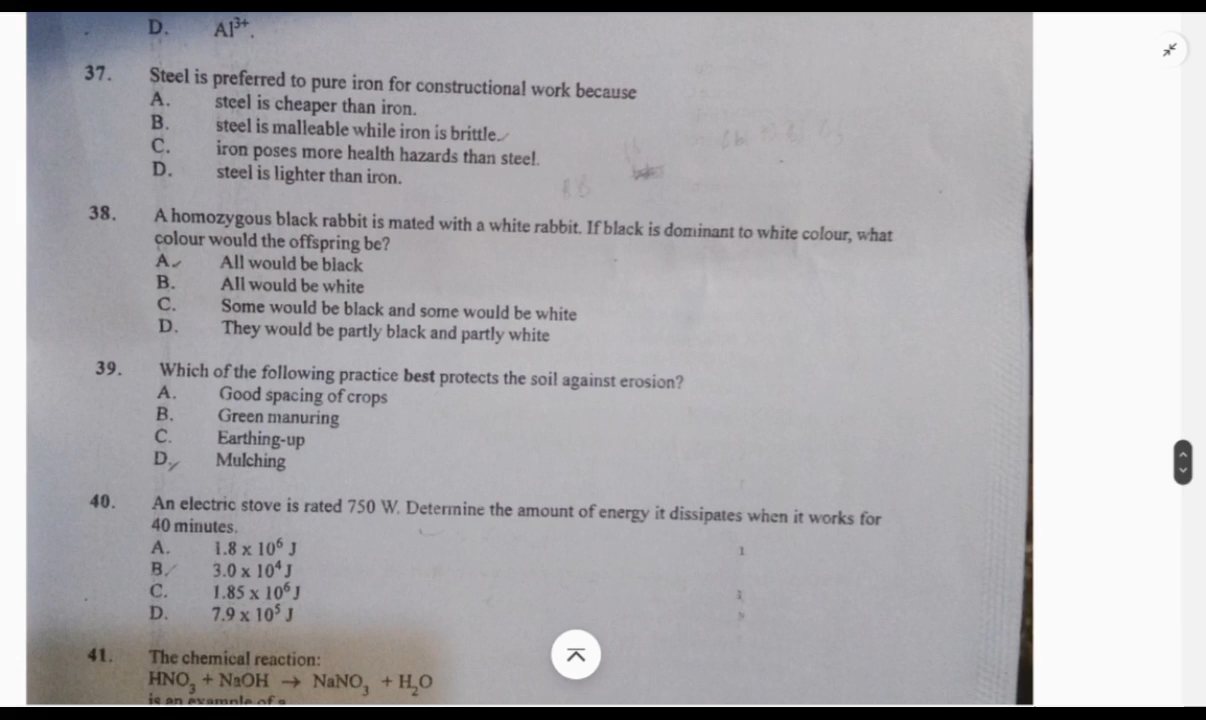 D. Al³⁺.
37. Steel is preferred to pure iron for constructional work because
A. steel is cheaper than iron.
B. steel is malleable while iron is brittle.
C. iron poses more health hazards than steel.
D. steel is lighter than iron.
38. A homozygous black rabbit is mated with a white rabbit. If black is dominant to white colour, what
colour would the offspring be?
A. All would be black
B. All would be white
C. Some would be black and some would be white
D. They would be partly black and partly white
39. Which of the following practice best protects the soil against erosion?
A. Good spacing of crops
B. Green manuring
C. Earthing-up
D. Mulching
40. An electric stove is rated 750 W. Determine the amount of energy it dissipates when it works for
40 minutes.
A. 1.8 x 10⁶ J
B. 3.0 x 10⁴ J
C. 1.85 x 10⁶ J
D. 7.9 x 10⁵ J
41. The chemical reaction:
HNO₃ + NaOH → NaNO₃ + H₂O
is an example of a